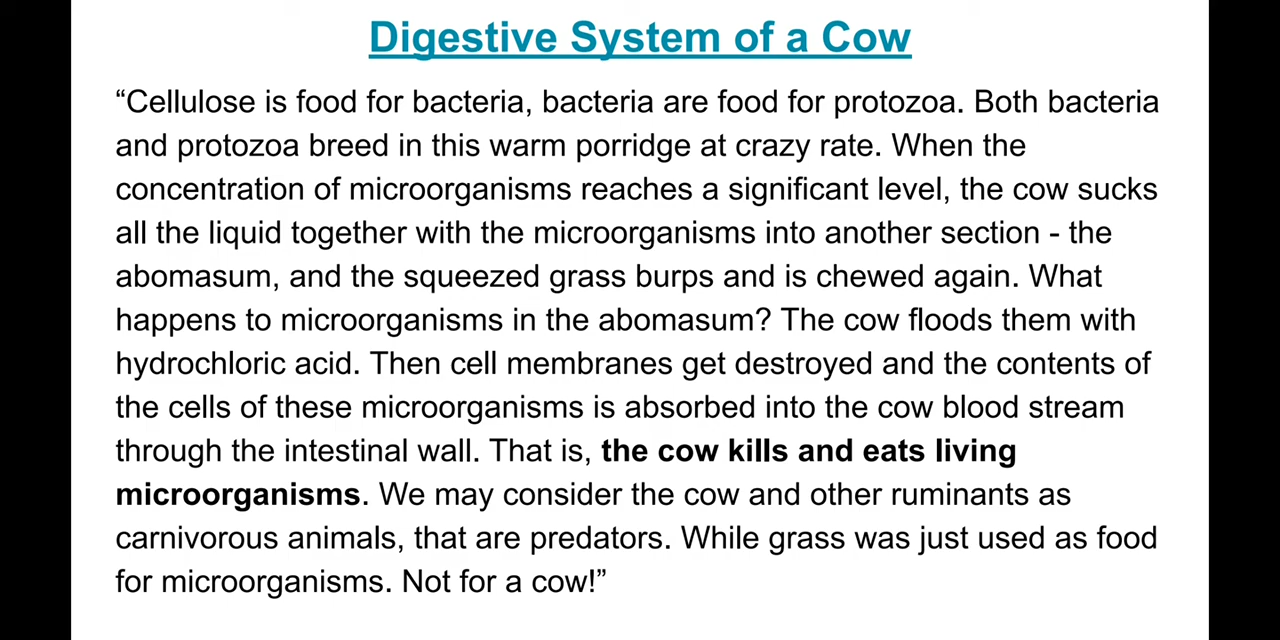 Digestive System of a Cow
“Cellulose is food for bacteria, bacteria are food for protozoa. Both bacteria
and protozoa breed in this warm porridge at crazy rate. When the
concentration of microorganisms reaches a significant level, the cow sucks
all the liquid together with the microorganisms into another section - the
abomasum, and the squeezed grass burps and is chewed again. What
happens to microorganisms in the abomasum? The cow floods them with
hydrochloric acid. Then cell membranes get destroyed and the contents of
the cells of these microorganisms is absorbed into the cow blood stream
through the intestinal wall. That is, the cow kills and eats living
microorganisms. We may consider the cow and other ruminants as
carnivorous animals, that are predators. While grass was just used as food
for microorganisms. Not for a cow!”